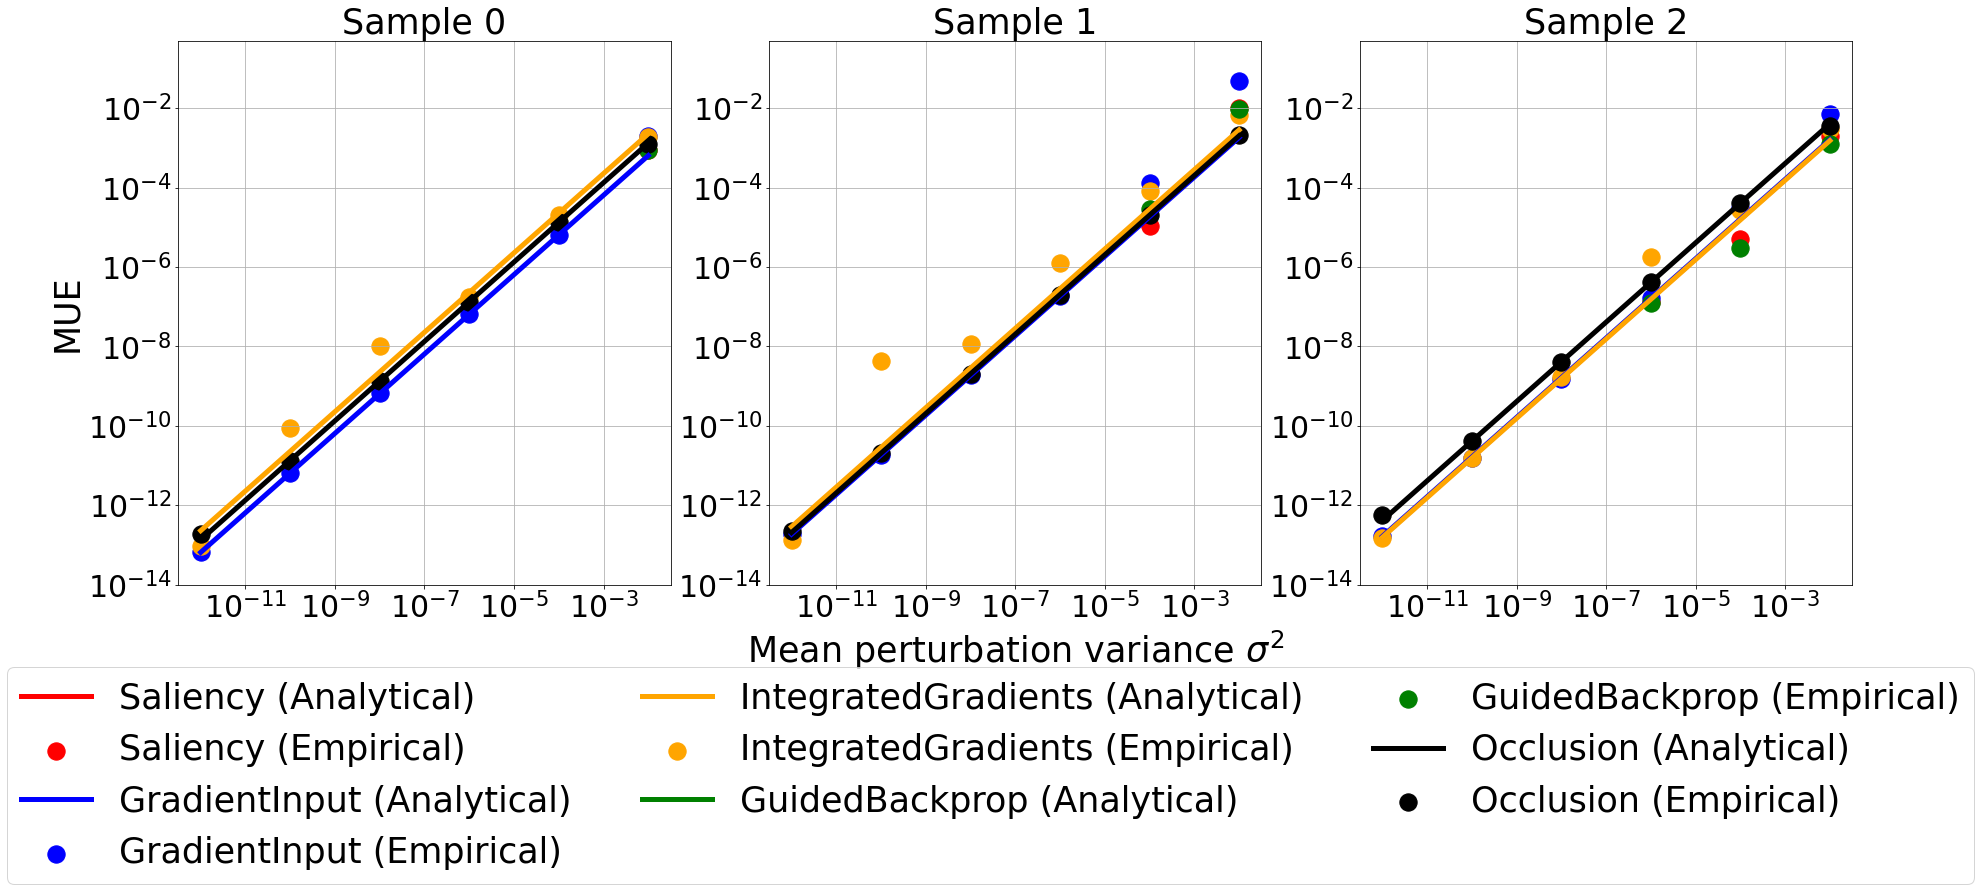 Sample 0
Sample 1
Sample 2
MUE
10⁻²
10⁻⁴
10⁻⁶
10⁻⁸
10⁻¹⁰
10⁻¹²
10⁻¹⁴
10⁻¹¹ 10⁻⁹ 10⁻⁷ 10⁻⁵ 10⁻³
10⁻²
10⁻⁴
10⁻⁶
10⁻⁸
10⁻¹⁰
10⁻¹²
10⁻¹⁴
10⁻¹¹ 10⁻⁹ 10⁻⁷ 10⁻⁵ 10⁻³
10⁻²
10⁻⁴
10⁻⁶
10⁻⁸
10⁻¹⁰
10⁻¹²
10⁻¹⁴
10⁻¹¹ 10⁻⁹ 10⁻⁷ 10⁻⁵ 10⁻³
Mean perturbation variance σ²
Saliency (Analytical)
Saliency (Empirical)
GradientInput (Analytical)
GradientInput (Empirical)
IntegratedGradients (Analytical)
IntegratedGradients (Empirical)
GuidedBackprop (Analytical)
GuidedBackprop (Empirical)
Occlusion (Analytical)
Occlusion (Empirical)